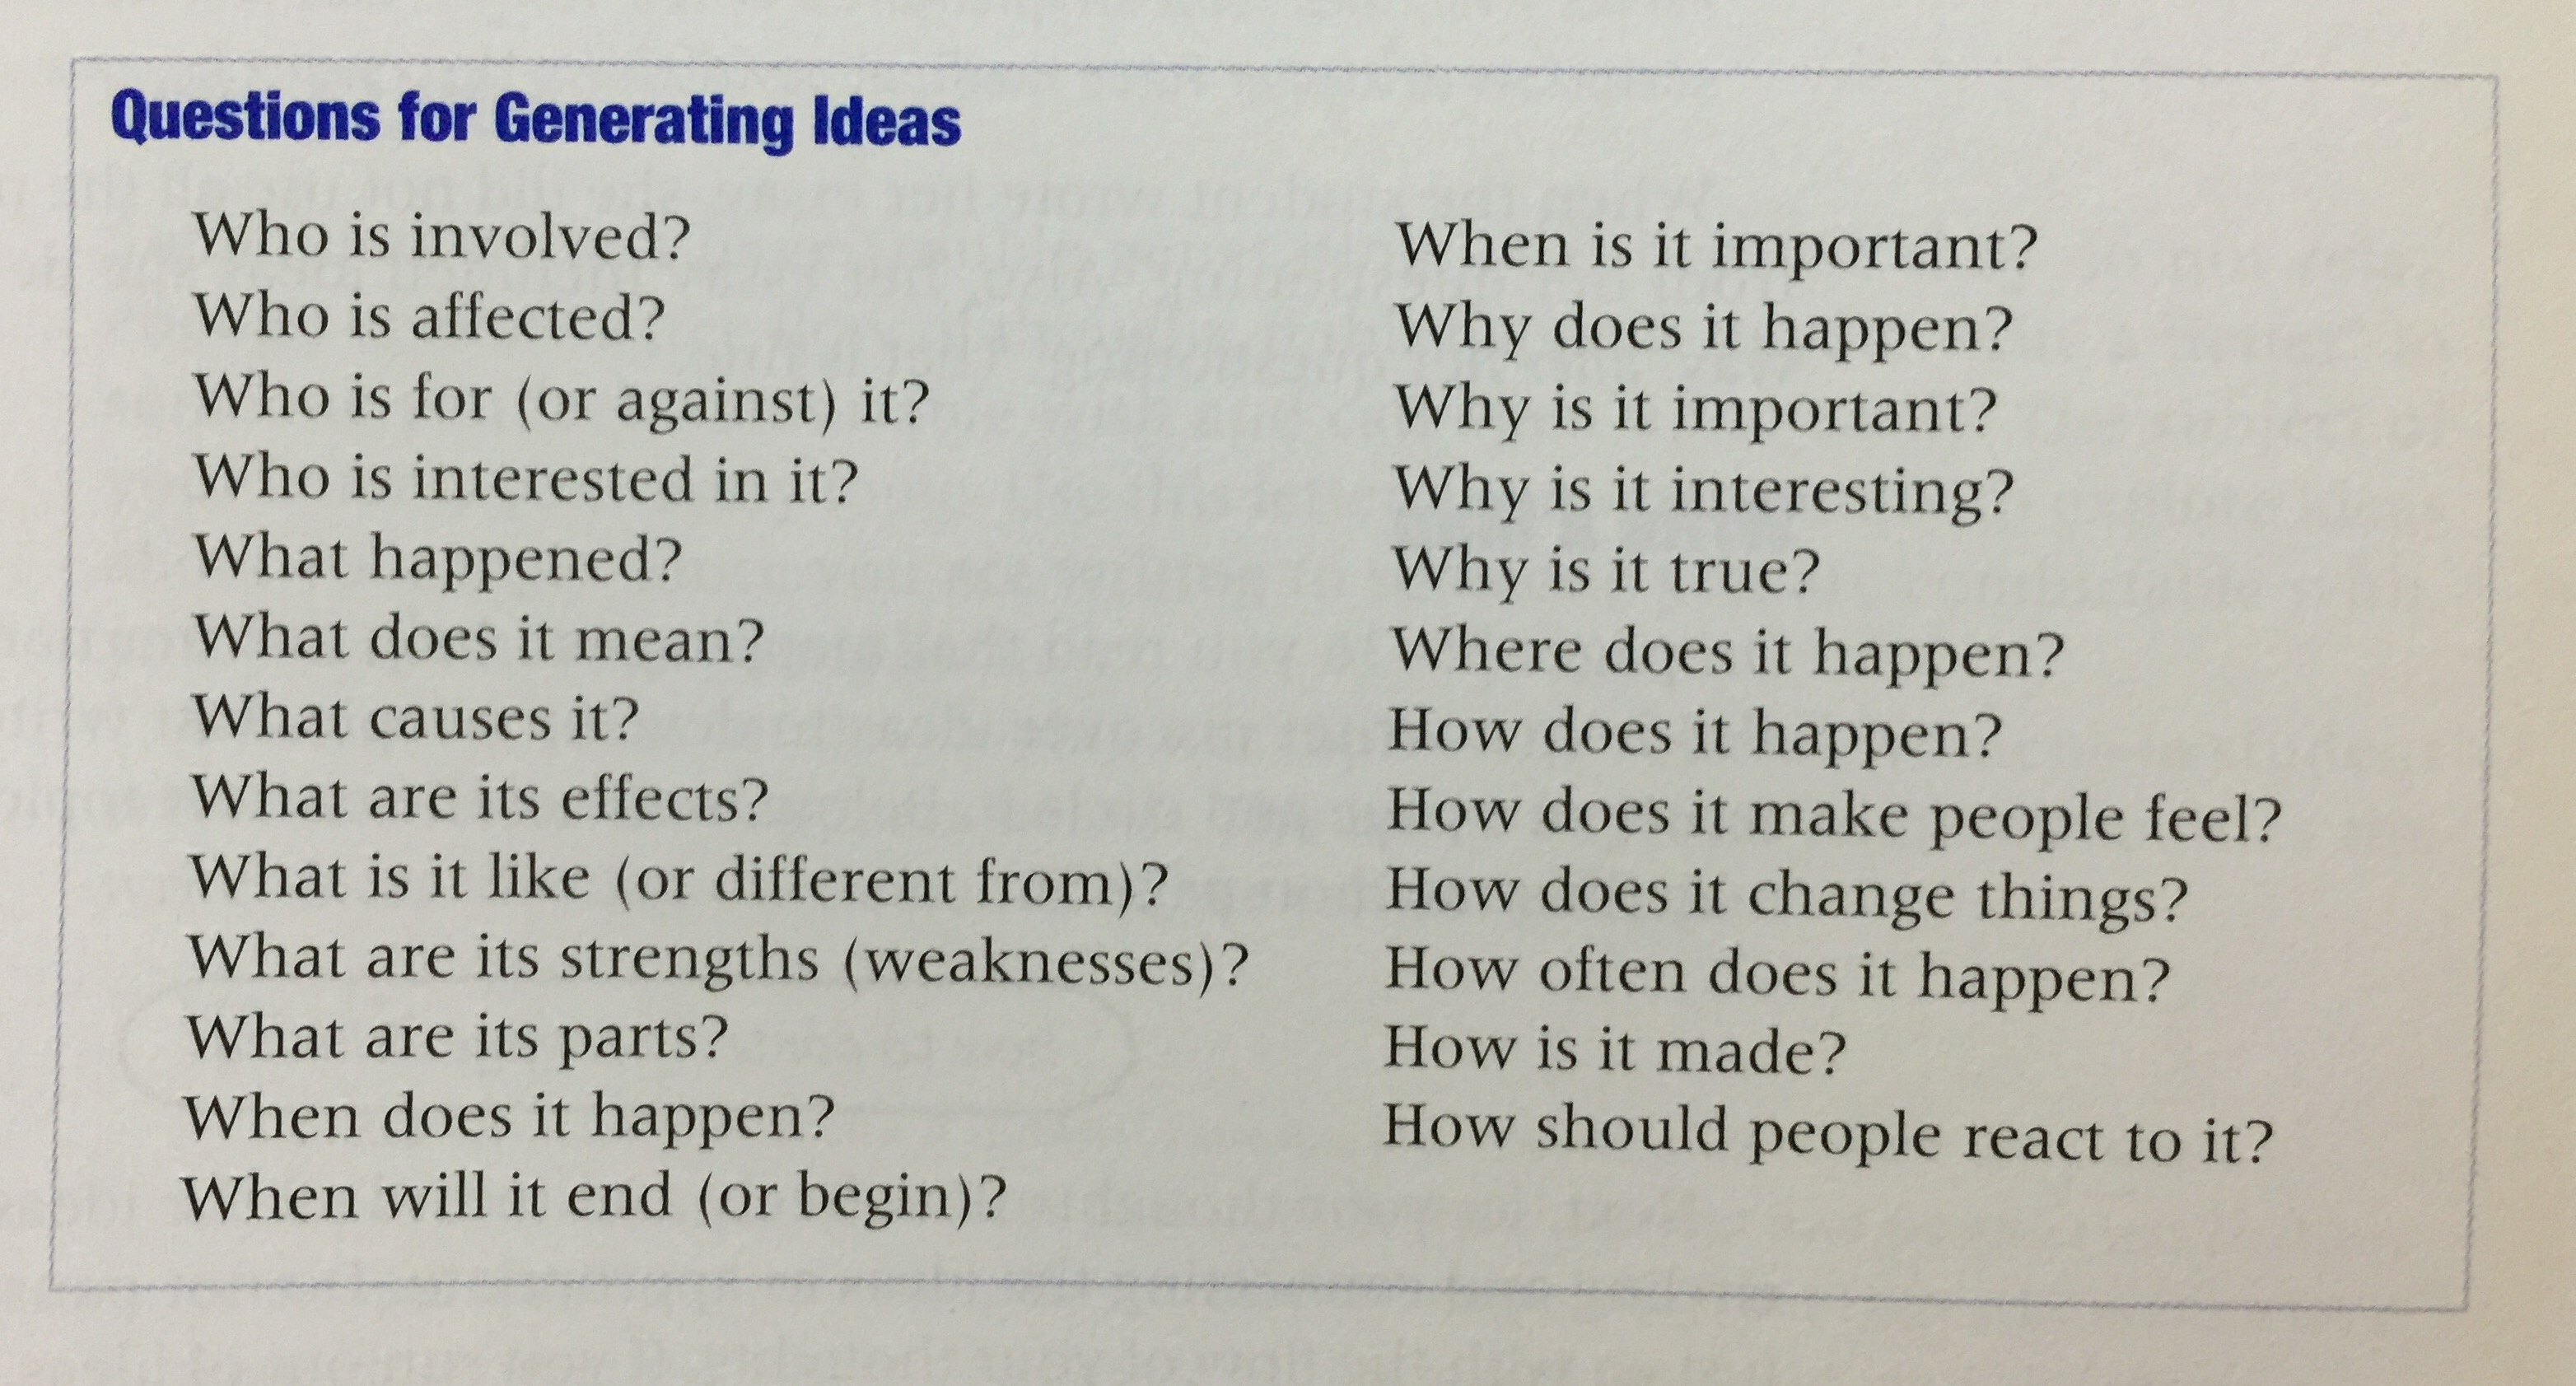 Questions for Generating Ideas
Who is involved?
Who is affected?
Who is for (or against) it?
Who is interested in it?
What happened?
What does it mean?
What causes it?
What are its effects?
What is it like (or different from)?
What are its strengths (weaknesses)?
What are its parts?
When does it happen?
When will it end (or begin)?
When is it important?
Why does it happen?
Why is it important?
Why is it interesting?
Why is it true?
Where does it happen?
How does it happen?
How does it make people feel?
How does it change things?
How often does it happen?
How is it made?
How should people react to it?